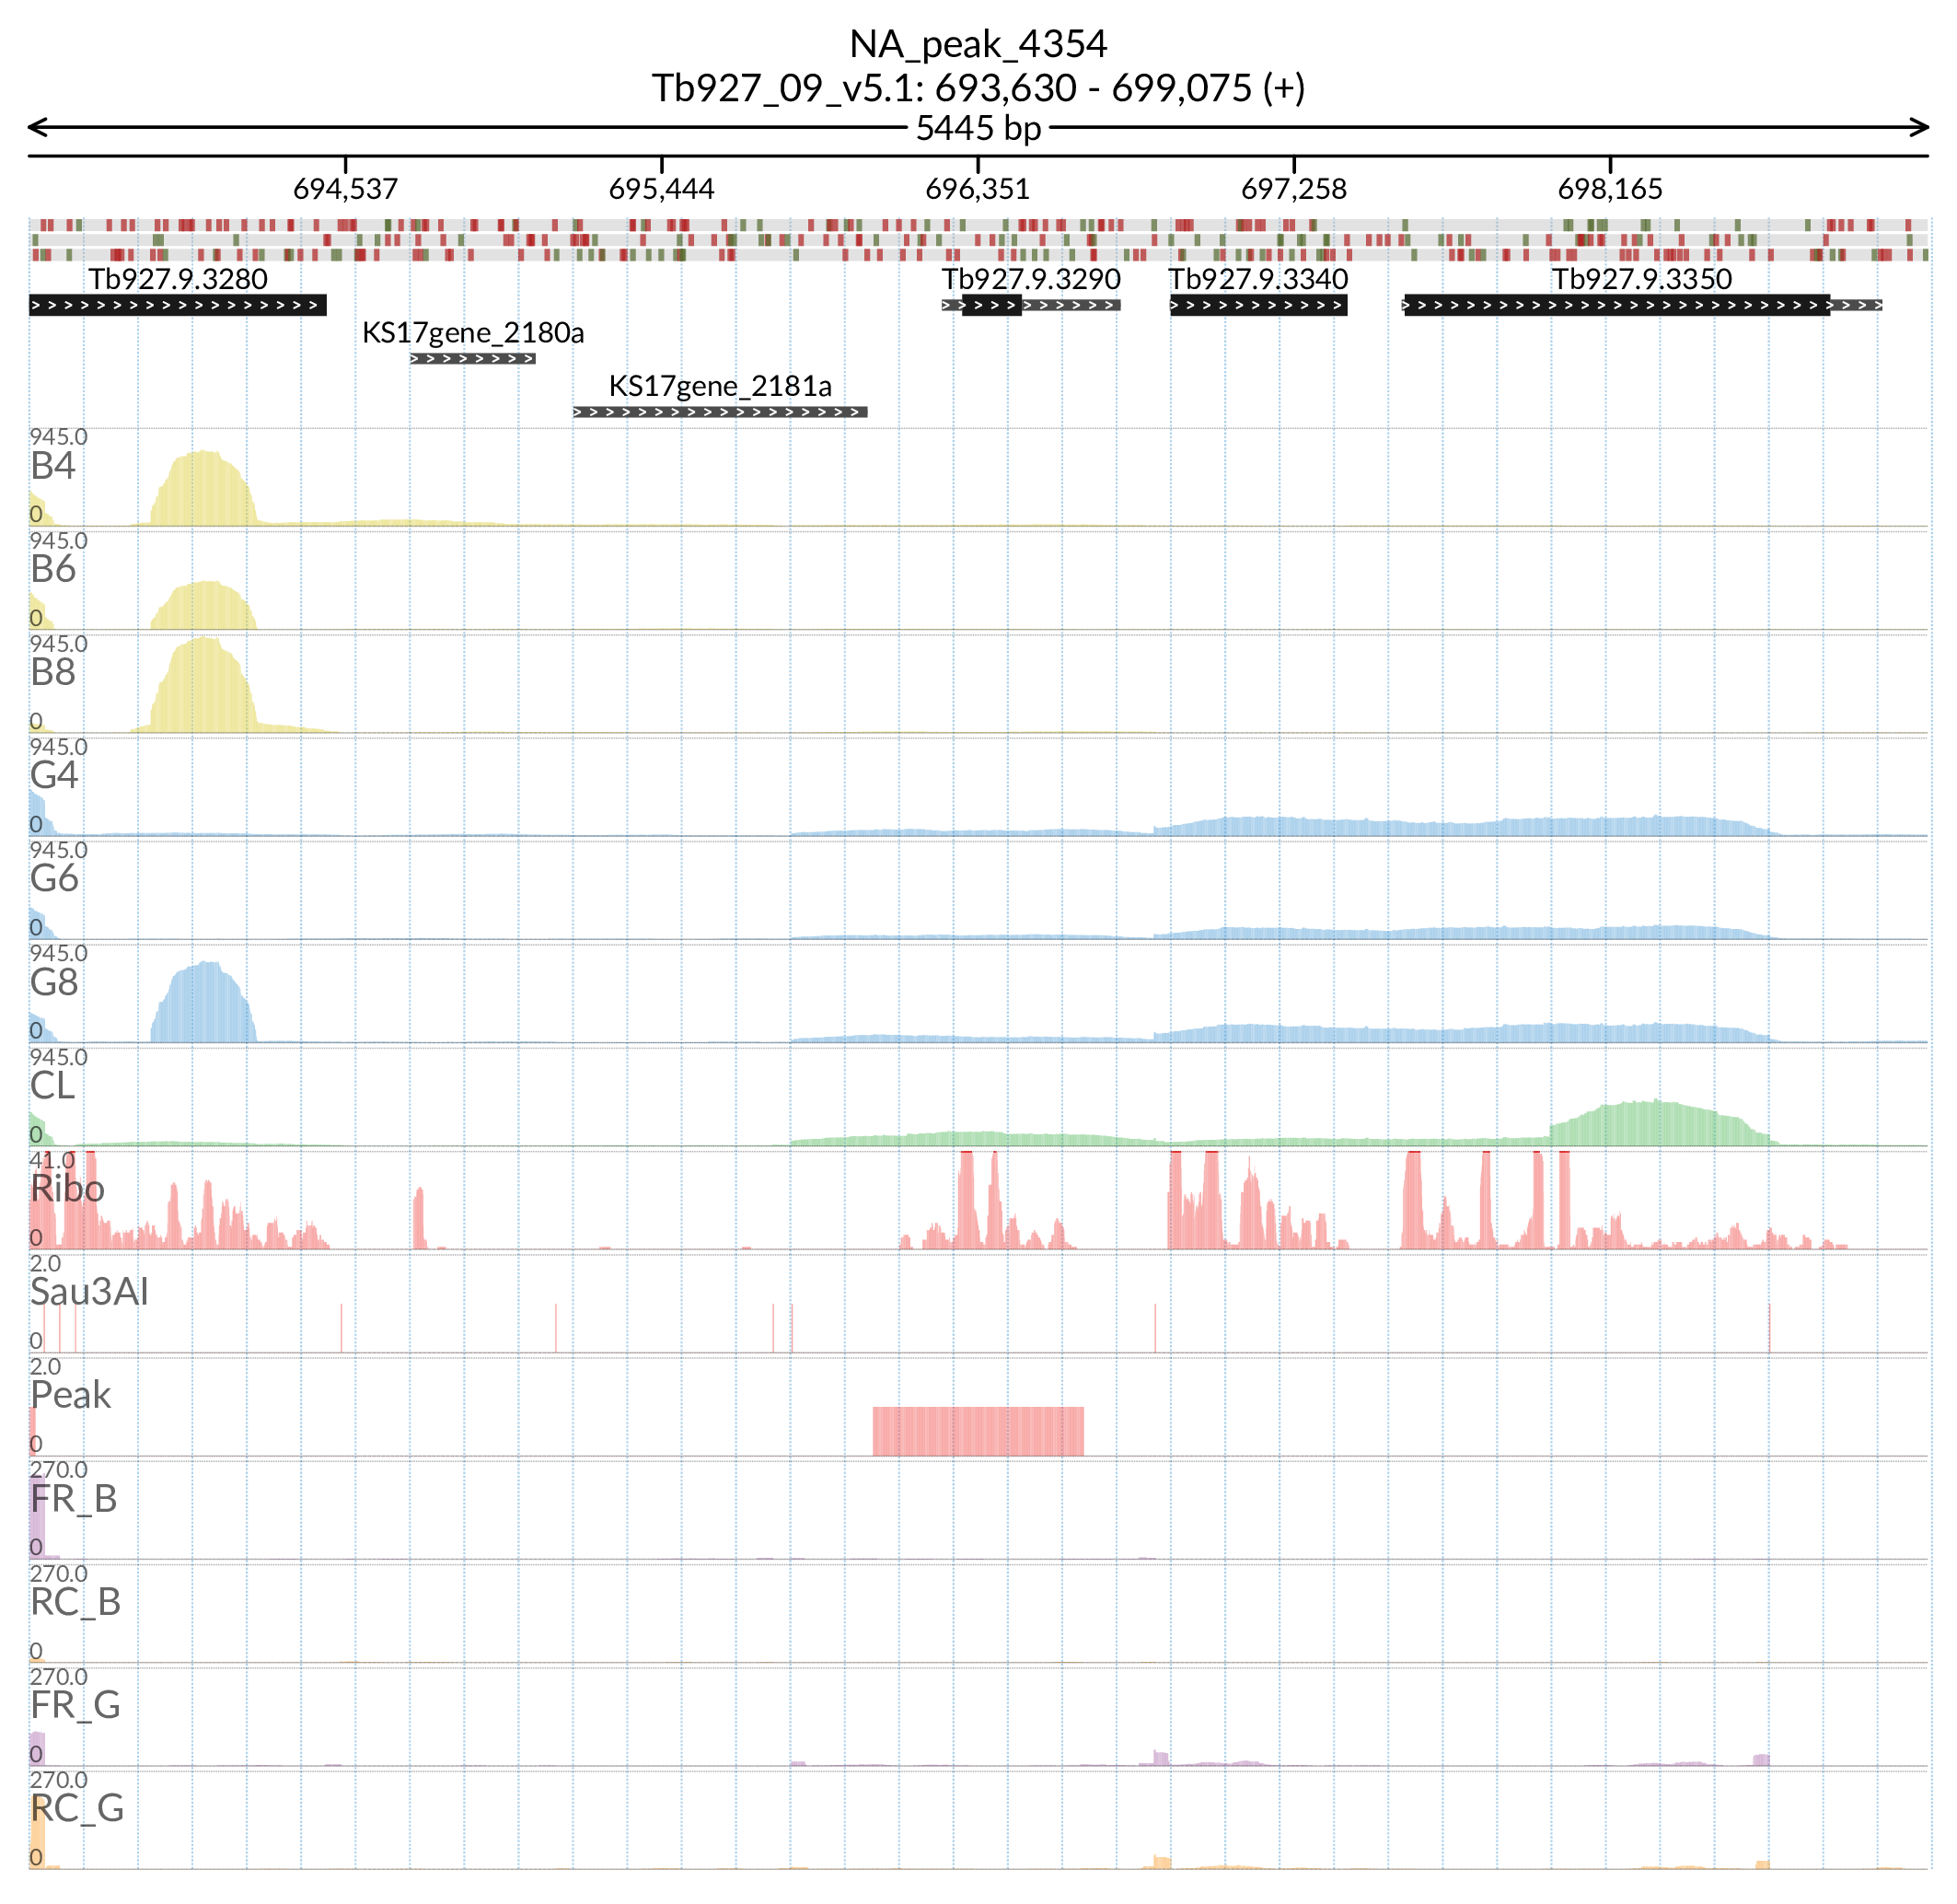 NA_peak_4354
Tb927_09_v5.1: 693,630 - 699,075 (+)
5445 bp
694,537 695,444 696,351 697,258 698,165
Tb927.9.3280 Tb927.9.3290 Tb927.9.3340 Tb927.9.3350
KS17gene_2180a
KS17gene_2181a
945.0
B4
0
945.0
B6
0
945.0
B8
0
945.0
G4
0
945.0
G6
0
945.0
G8
0
945.0
CL
0
41.0
Ribo
0
2.0
Sau3AI
0
2.0
Peak
0
270.0
FR_B
0
270.0
RC_B
0
270.0
FR_G
0
270.0
RC_G
0